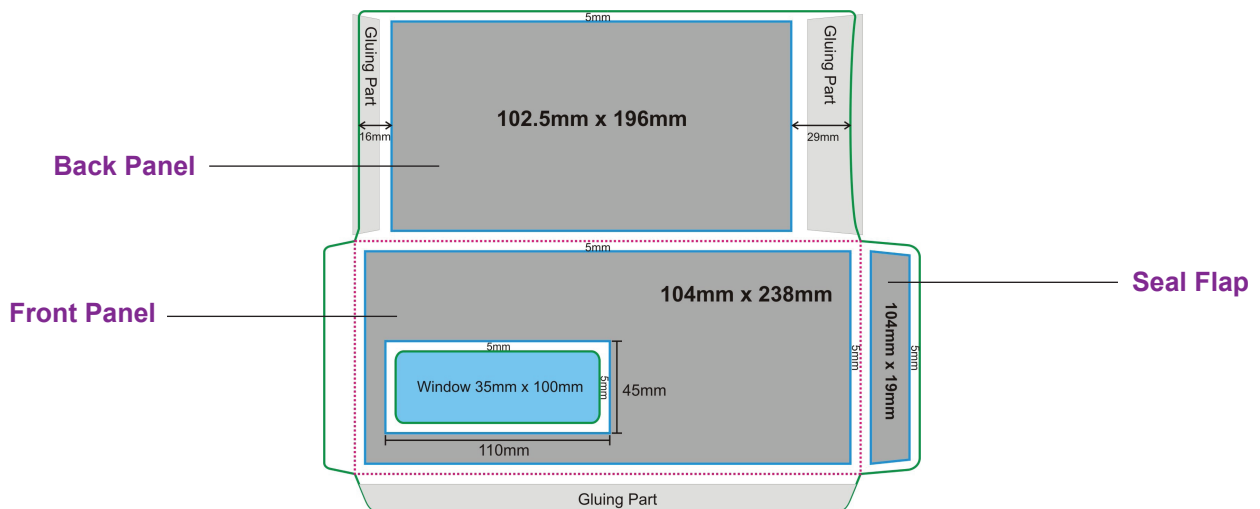 5mm
Gluing Part
Gluing Part
102.5mm x 196mm
16mm
29mm
Back Panel
5mm
104mm x 238mm
Seal Flap
Front Panel
5mm
Window 35mm x 100mm
5mm
45mm
110mm
5mm
104mm x 19mm
5mm
Gluing Part